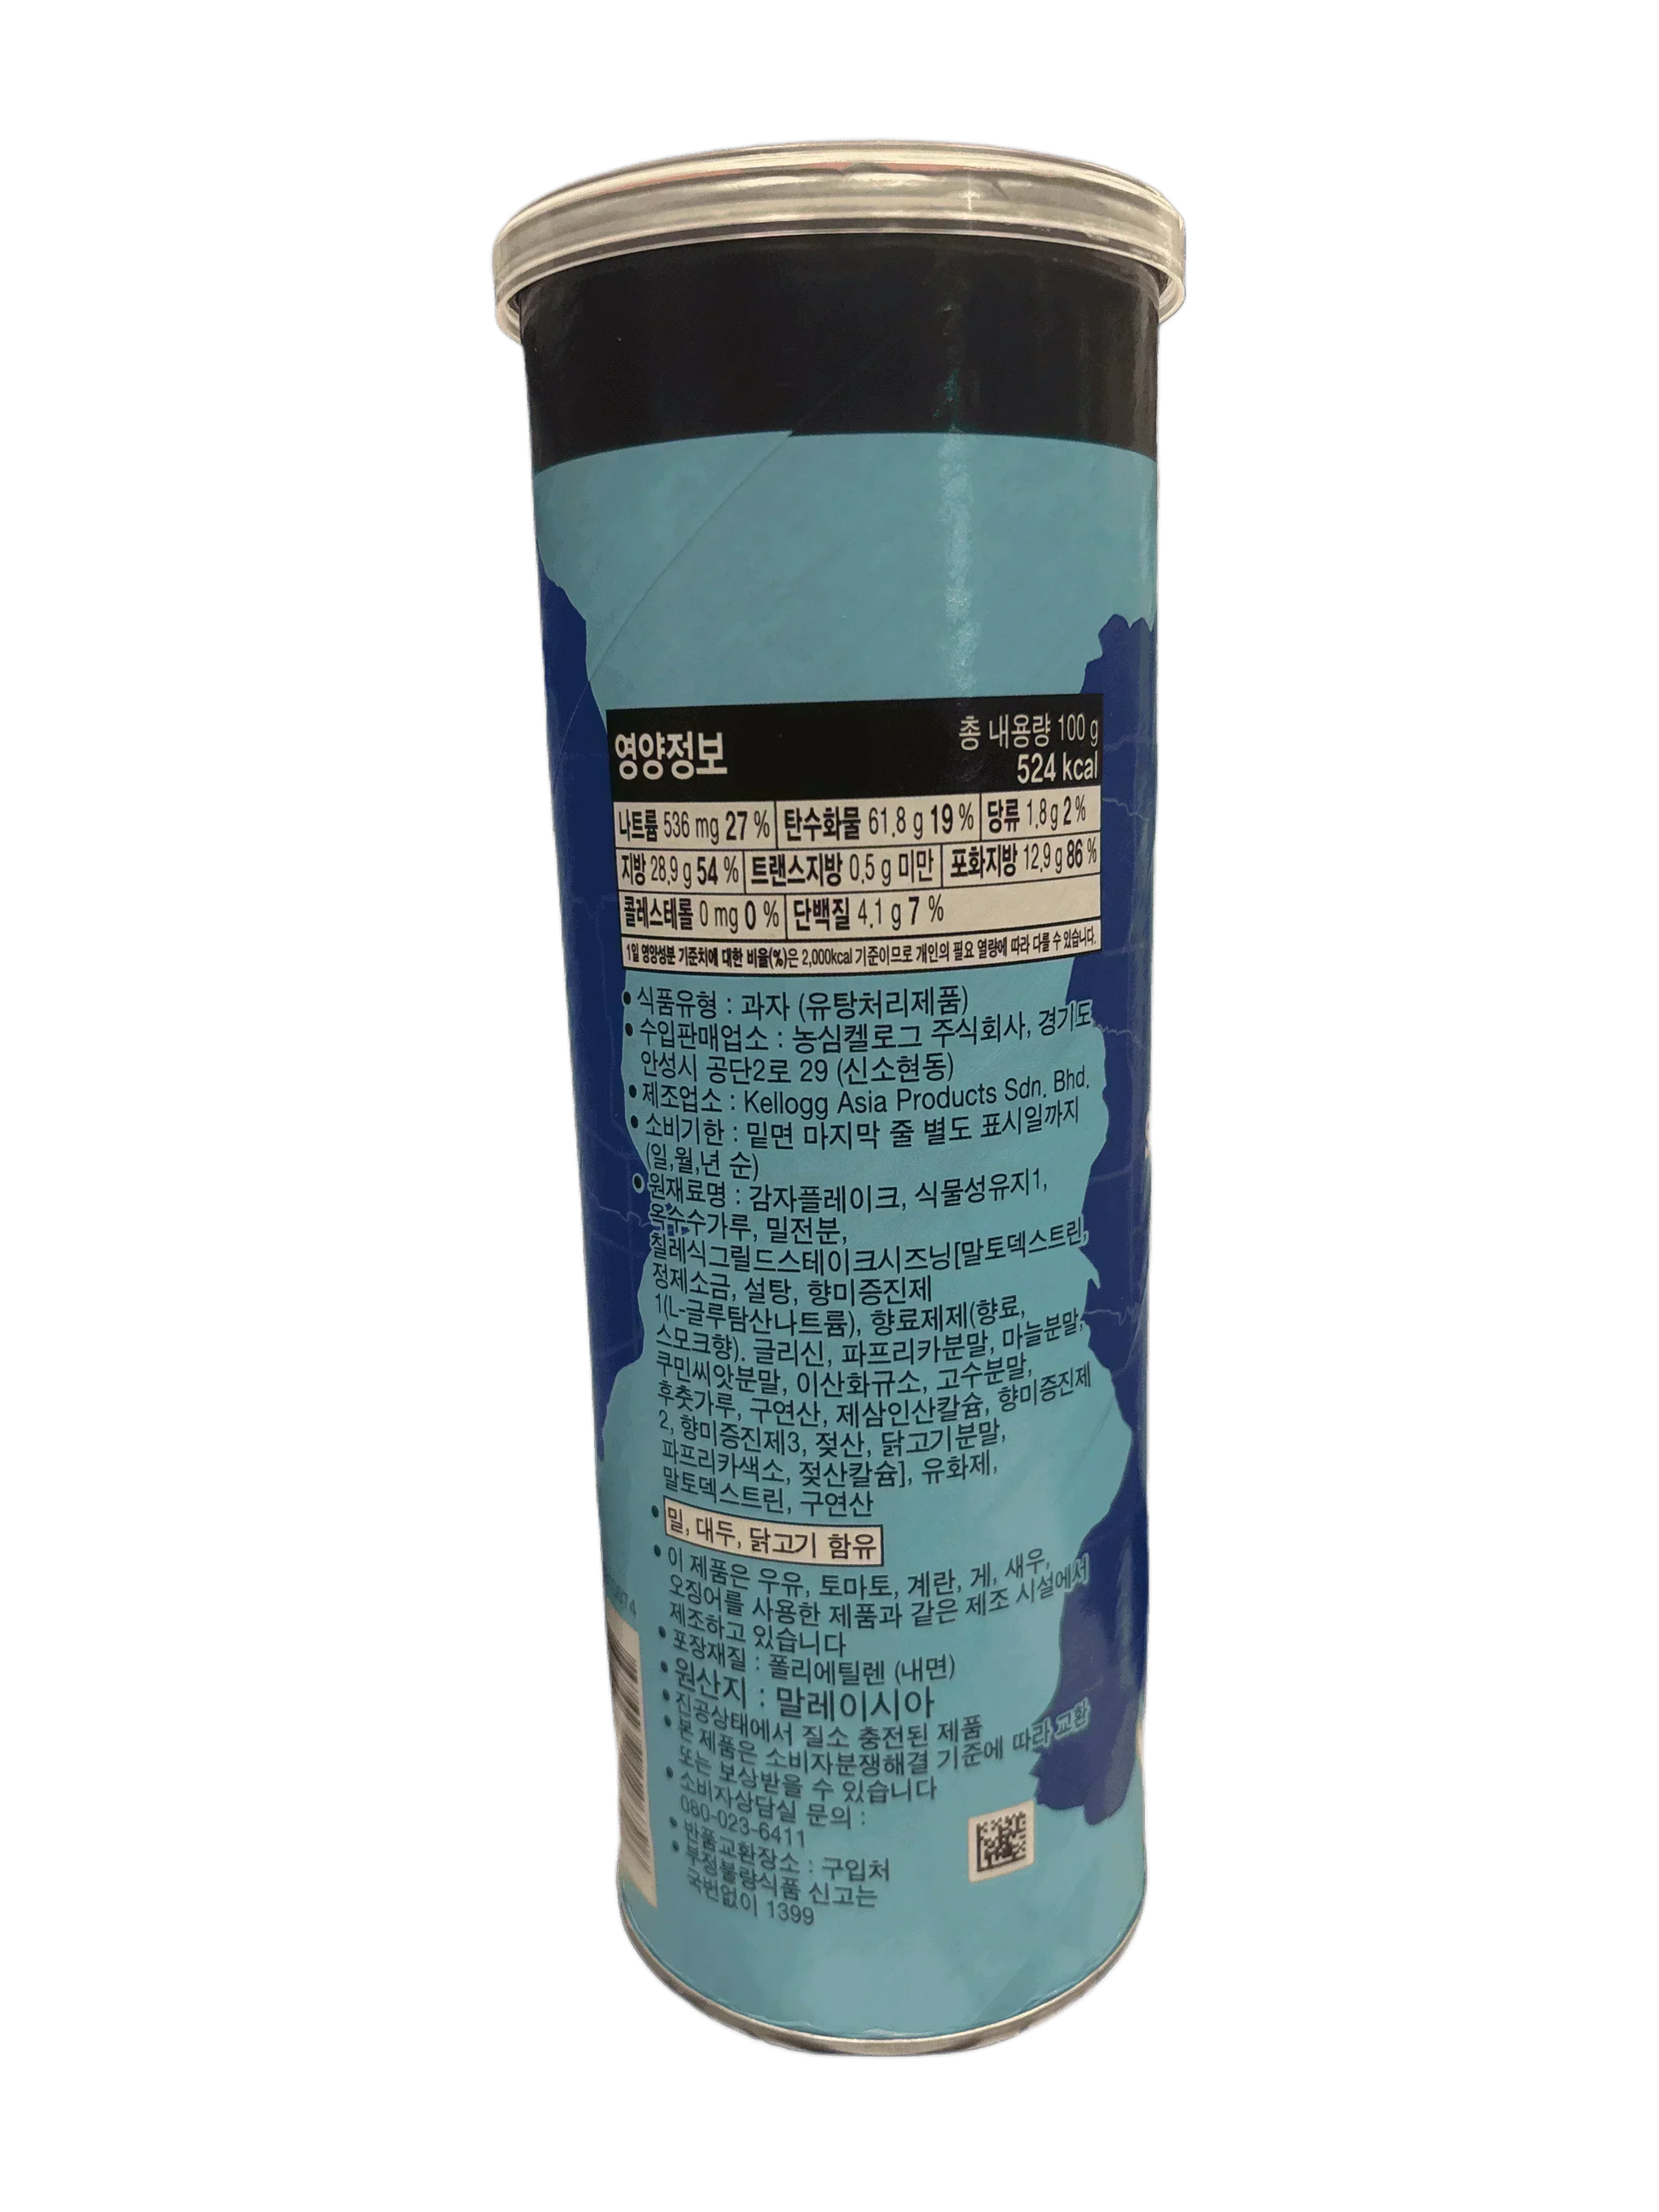 영양정보
총 내용량 100 g
524 kcal
나트륨 536 mg 27 % 탄수화물 61.8 g 19 % 당류 1.8 g 2 %
지방 28.9 g 54 % 트랜스지방 0.5 g 미만 포화지방 12.9 g 86 %
콜레스테롤 0 mg 0 % 단백질 4.1 g 7 %
1일 영양성분 기준치에 대한 비율(%)은 2,000kcal 기준이므로 개인의 필요 열량에 따라 다를 수 있습니다.
• 식품유형 : 과자 (유탕처리제품)
• 수입판매업소 : 농심켈로그 주식회사, 경기도
안성시 공단2로 29 (신소현동)
• 제조업소 : Kellogg Asia Products Sdn. Bhd.
• 소비기한 : 밑면 마지막 줄 별도 표시일까지
(일,월,년 순)
• 원재료명 : 감자플레이크, 식물성유지1,
옥수수가루, 밀전분,
칠레식그릴드스테이크시즈닝[말토덱스트린,
정제소금, 설탕, 향미증진제
1(L-글루탐산나트륨), 향료제제(향료,
스모크향). 글리신, 파프리카분말, 마늘분말,
쿠민씨앗분말, 이산화규소, 고수분말,
후춧가루, 구연산, 제삼인산칼슘, 향미증진제
2, 향미증진제3, 젖산, 닭고기분말,
파프리카색소, 젖산칼슘], 유화제,
말토덱스트린, 구연산
• 밀, 대두, 닭고기 함유
• 이 제품은 우유, 토마토, 계란, 게, 새우,
오징어를 사용한 제품과 같은 제조 시설에서
제조하고 있습니다
• 포장재질 : 폴리에틸렌 (내면)
• 원산지 : 말레이시아
• 진공상태에서 질소 충전된 제품
• 본 제품은 소비자분쟁해결 기준에 따라 교환
또는 보상받을 수 있습니다
• 소비자상담실 문의 :
080-023-6411
• 반품교환장소 : 구입처
• 부정불량식품 신고는
국번없이 1399